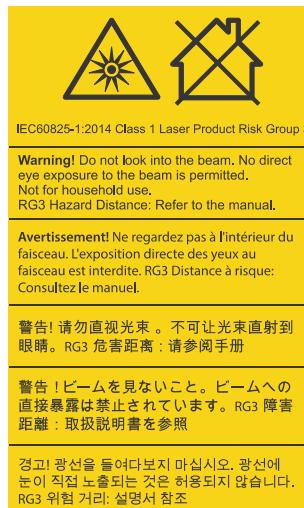 IEC60825-1:2014 Class 1 Laser Product Risk Group
Warning! Do not look into the beam. No direct
eye exposure to the beam is permitted.
Not for household use.
RG3 Hazard Distance: Refer to the manual.
Avertissement! Ne regardez pas à l'intérieur du
faisceau. L'exposition directe des yeux au
faisceau est interdite. RG3 Distance à risque:
Consultez le manuel.
警告! 请勿直视光束 。不可让光束直射到
眼睛。RG3 危害距离 : 请参阅手册
警告 ! ビームを見ないこと。ビームへの
直接暴露は禁止されています。RG3 障害
距離 : 取扱説明書を参照
경고! 광선을 들여다보지 마십시오. 광선에
눈이 직접 노출되는 것은 허용되지 않습니다.
RG3 위험 거리: 설명서 참조